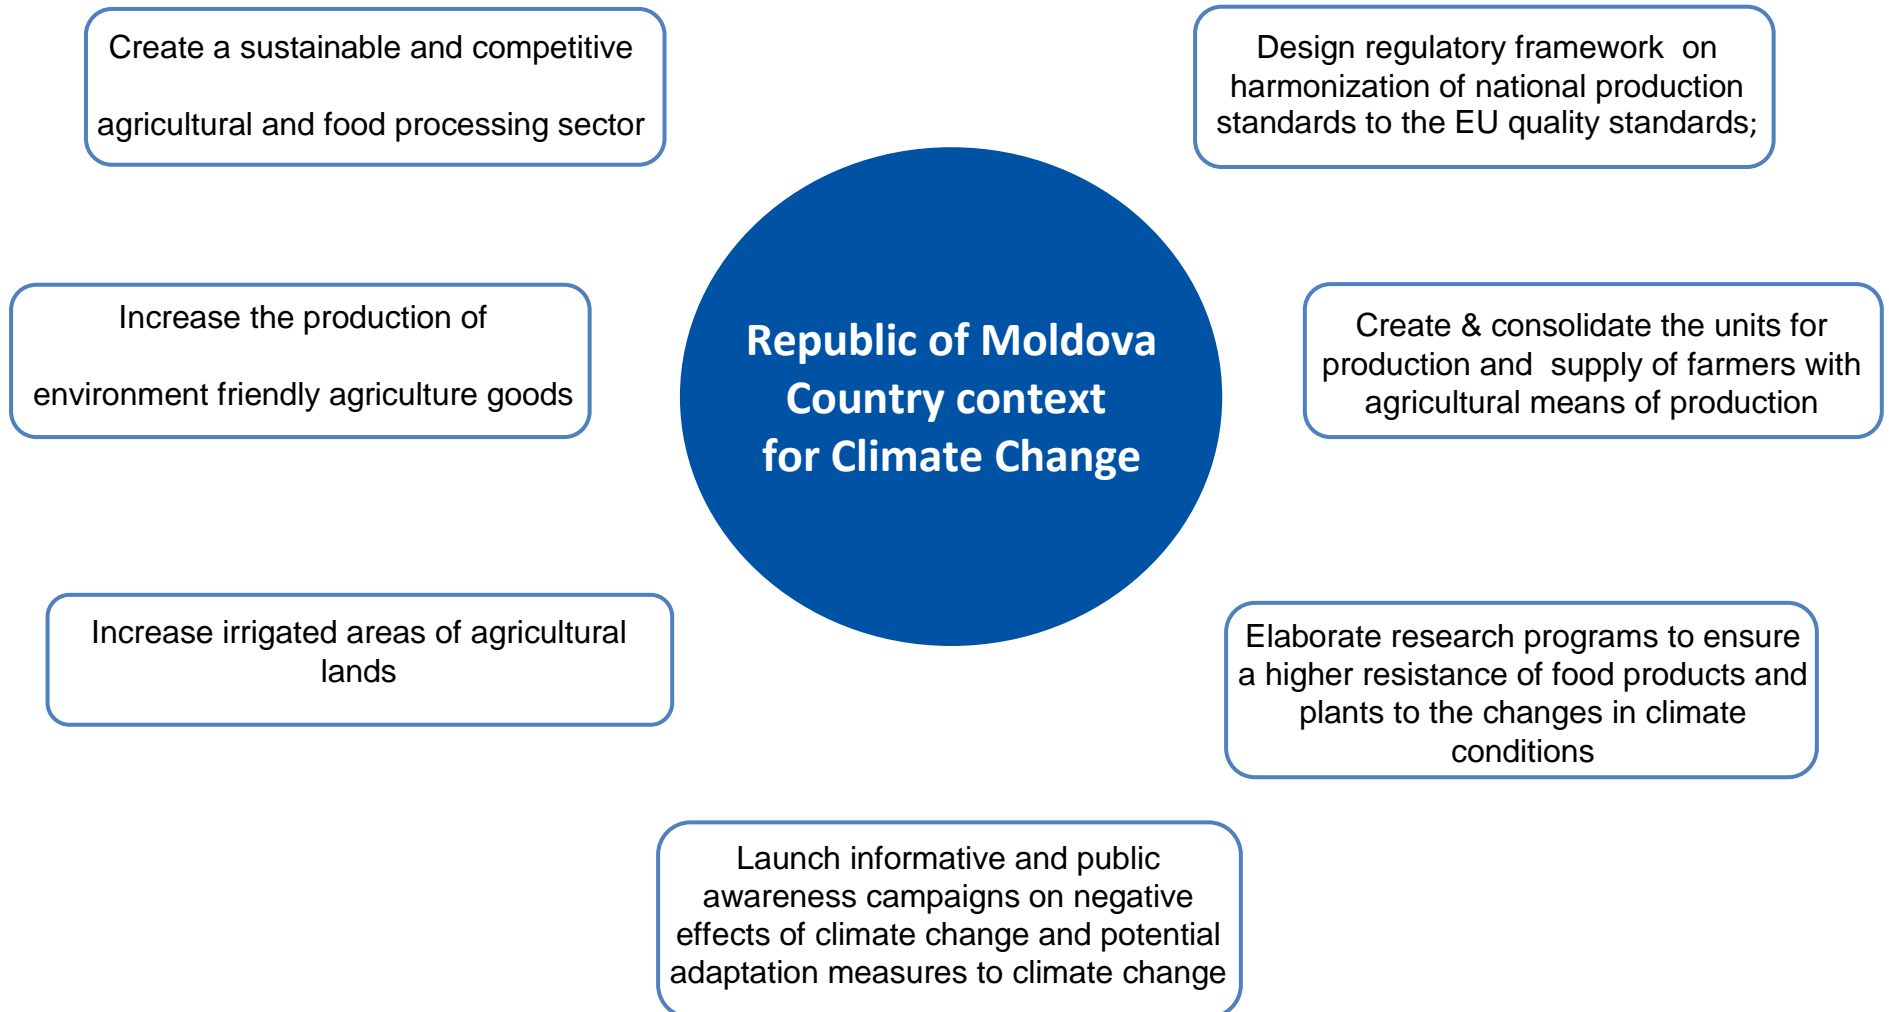 Create a sustainable and competitive
agricultural and food processing sector
Design regulatory framework  on
harmonization of national production
standards to the EU quality standards;
Increase the production of
environment friendly agriculture goods
Republic of Moldova
Country context
for Climate Change
Create & consolidate the units for
production and  supply of farmers with
agricultural means of production
Increase irrigated areas of agricultural
lands
Elaborate research programs to ensure
a higher resistance of food products and
plants to the changes in climate
conditions
Launch informative and public
awareness campaigns on negative
effects of climate change and potential
adaptation measures to climate change